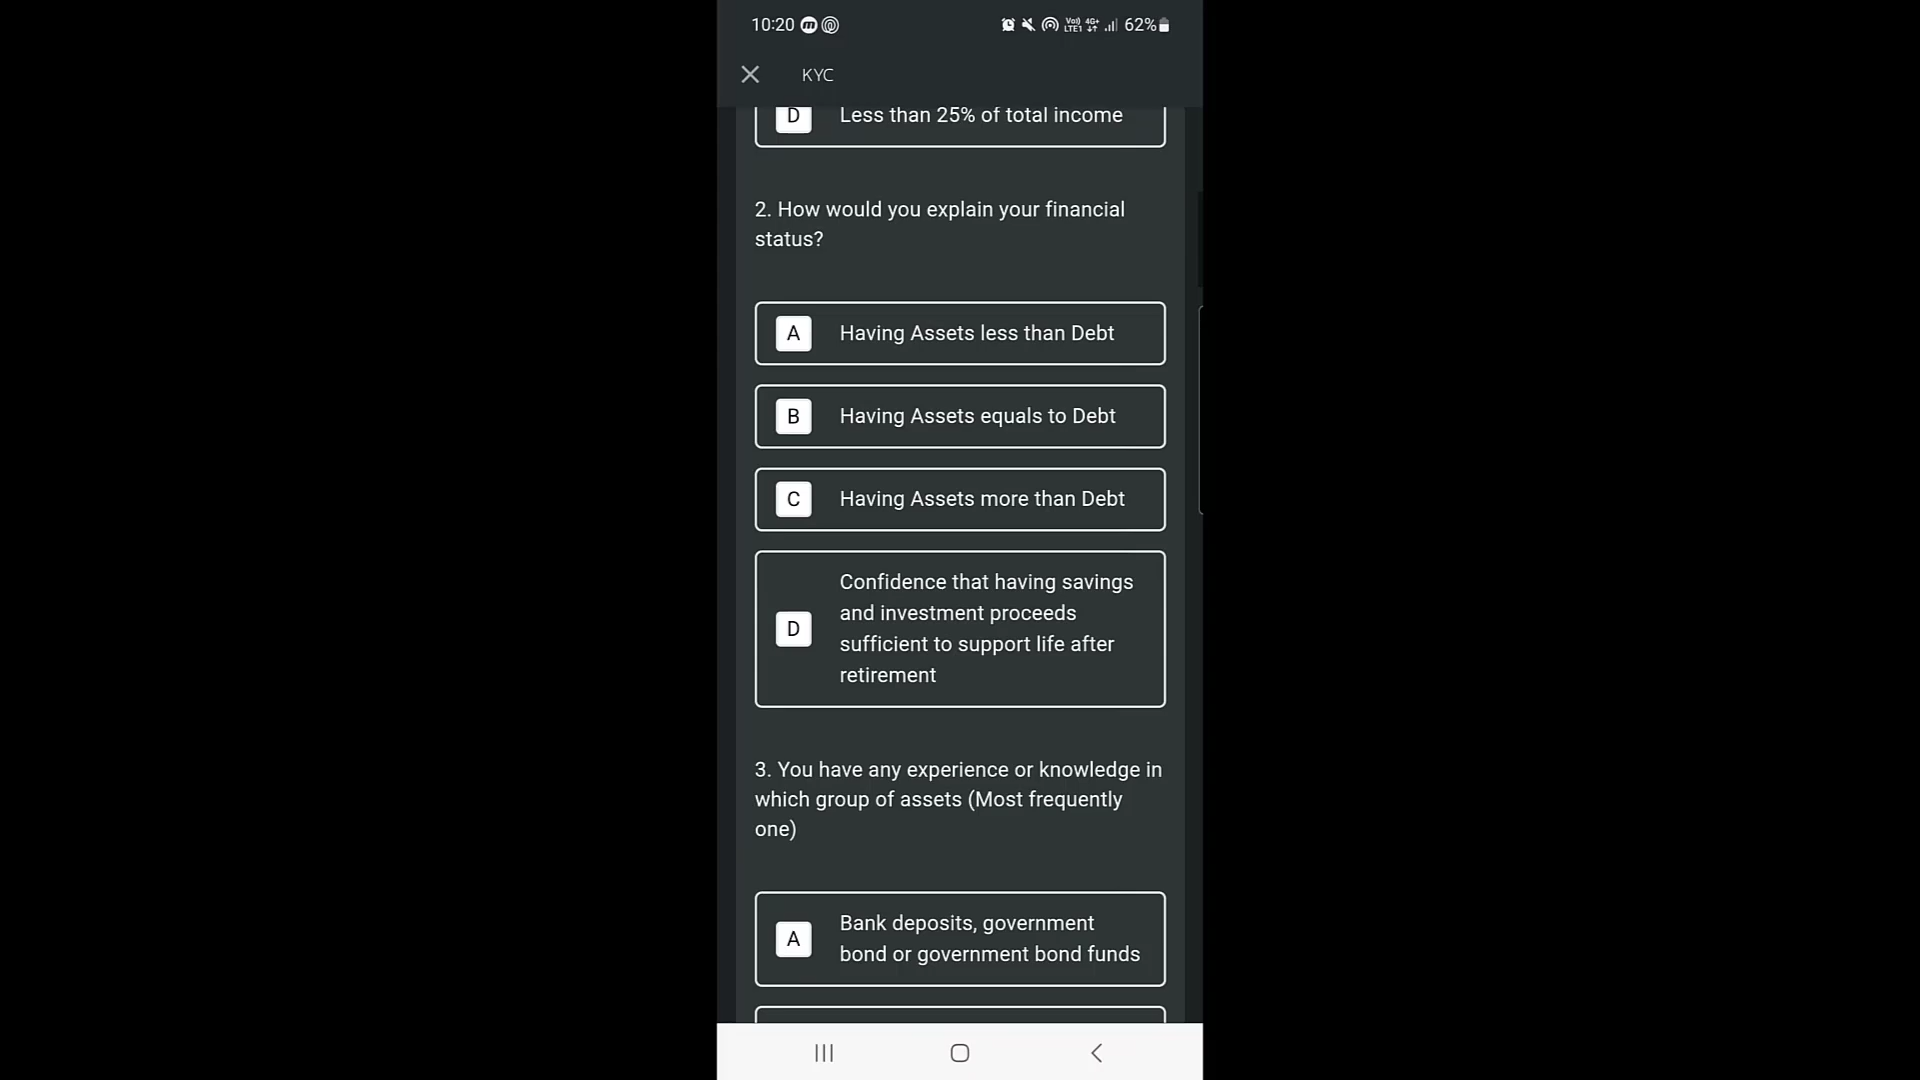 10:20 62%
KYC
D Less than 25% of total income
2. How would you explain your financial
status?
A Having Assets less than Debt
B Having Assets equals to Debt
C Having Assets more than Debt
Confidence that having savings
and investment proceeds
D
sufficient to support life after
retirement
3. You have any experience or knowledge in
which group of assets (Most frequently
one)
Bank deposits, government
A
bond or government bond funds